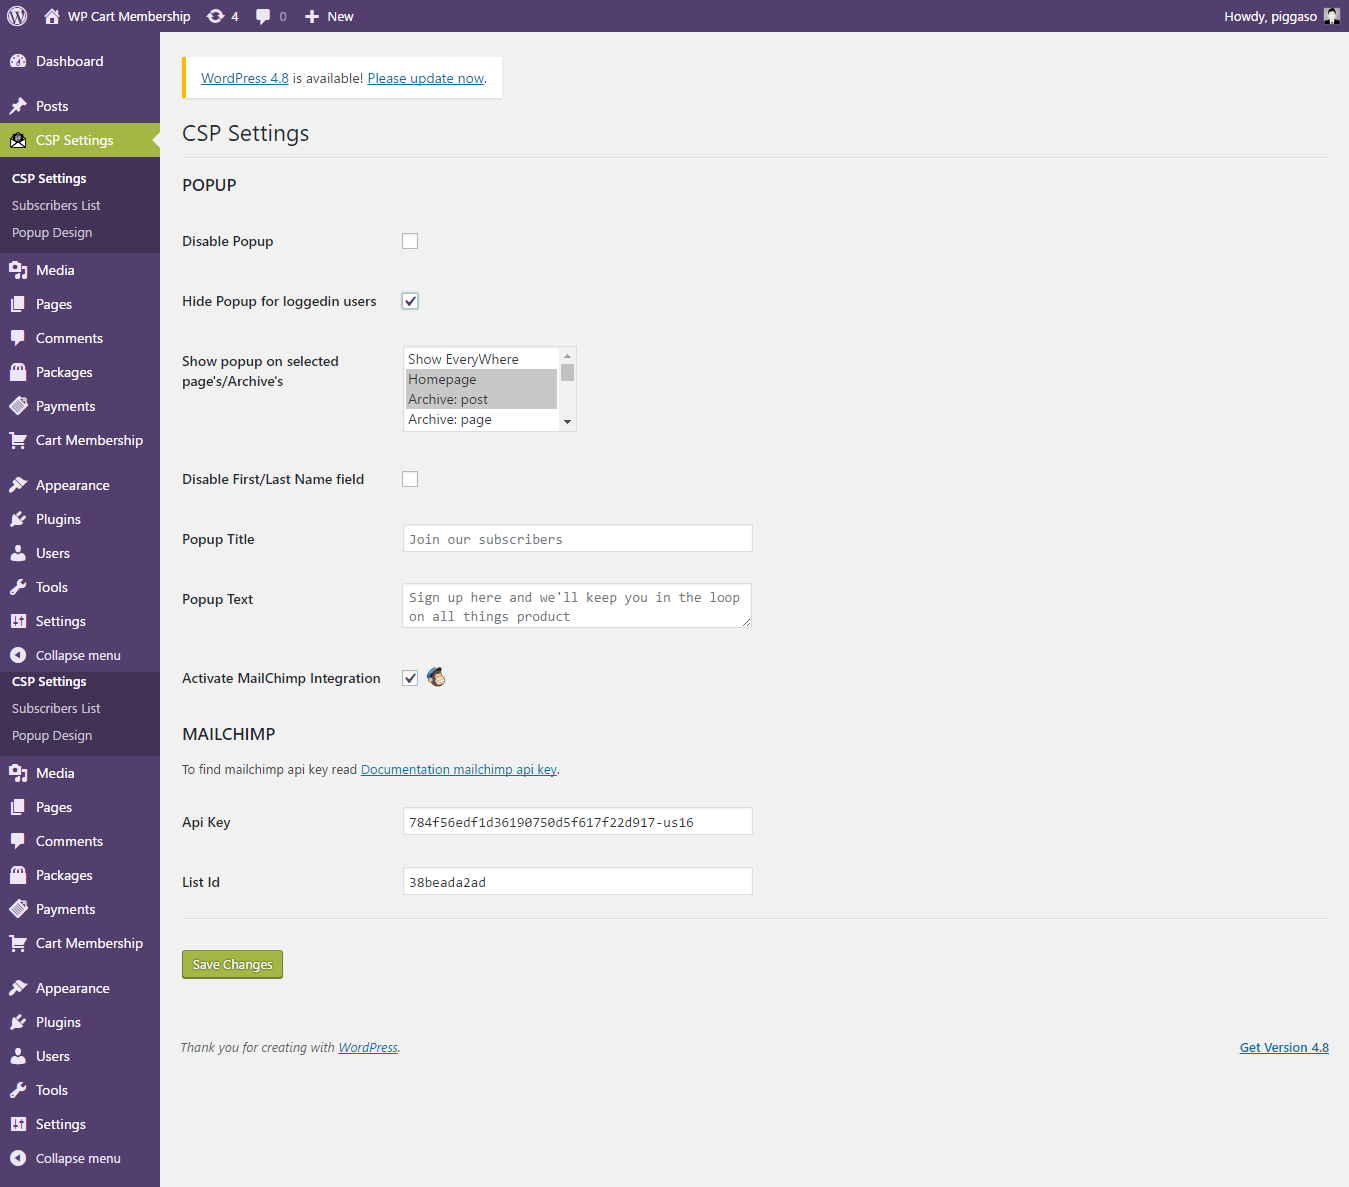 WP Cart Membership 4 0 New Howdy, piggaso
Dashboard
Posts
CSP Settings
CSP Settings
Subscribers List
Popup Design
Media
Pages
Comments
Packages
Payments
Cart Membership
Appearance
Plugins
Users
Tools
Settings
Collapse menu
CSP Settings
Subscribers List
Popup Design
Media
Pages
Comments
Packages
Payments
Cart Membership
Appearance
Plugins
Users
Tools
Settings
Collapse menu
WordPress 4.8 is available! Please update now.
CSP Settings
POPUP
Disable Popup
Hide Popup for loggedin users
Show popup on selected
page's/Archive's
Show EveryWhere
Homepage
Archive: post
Archive: page
Disable First/Last Name field
Popup Title
Join our subscribers
Popup Text
Sign up here and we'll keep you in the loop
on all things product
Activate MailChimp Integration
MAILCHIMP
To find mailchimp api key read Documentation mailchimp api key.
Api Key
784f56edf1d36190750d5f617f22d917-us16
List Id
38beada2ad
Save Changes
Thank you for creating with WordPress.
Get Version 4.8